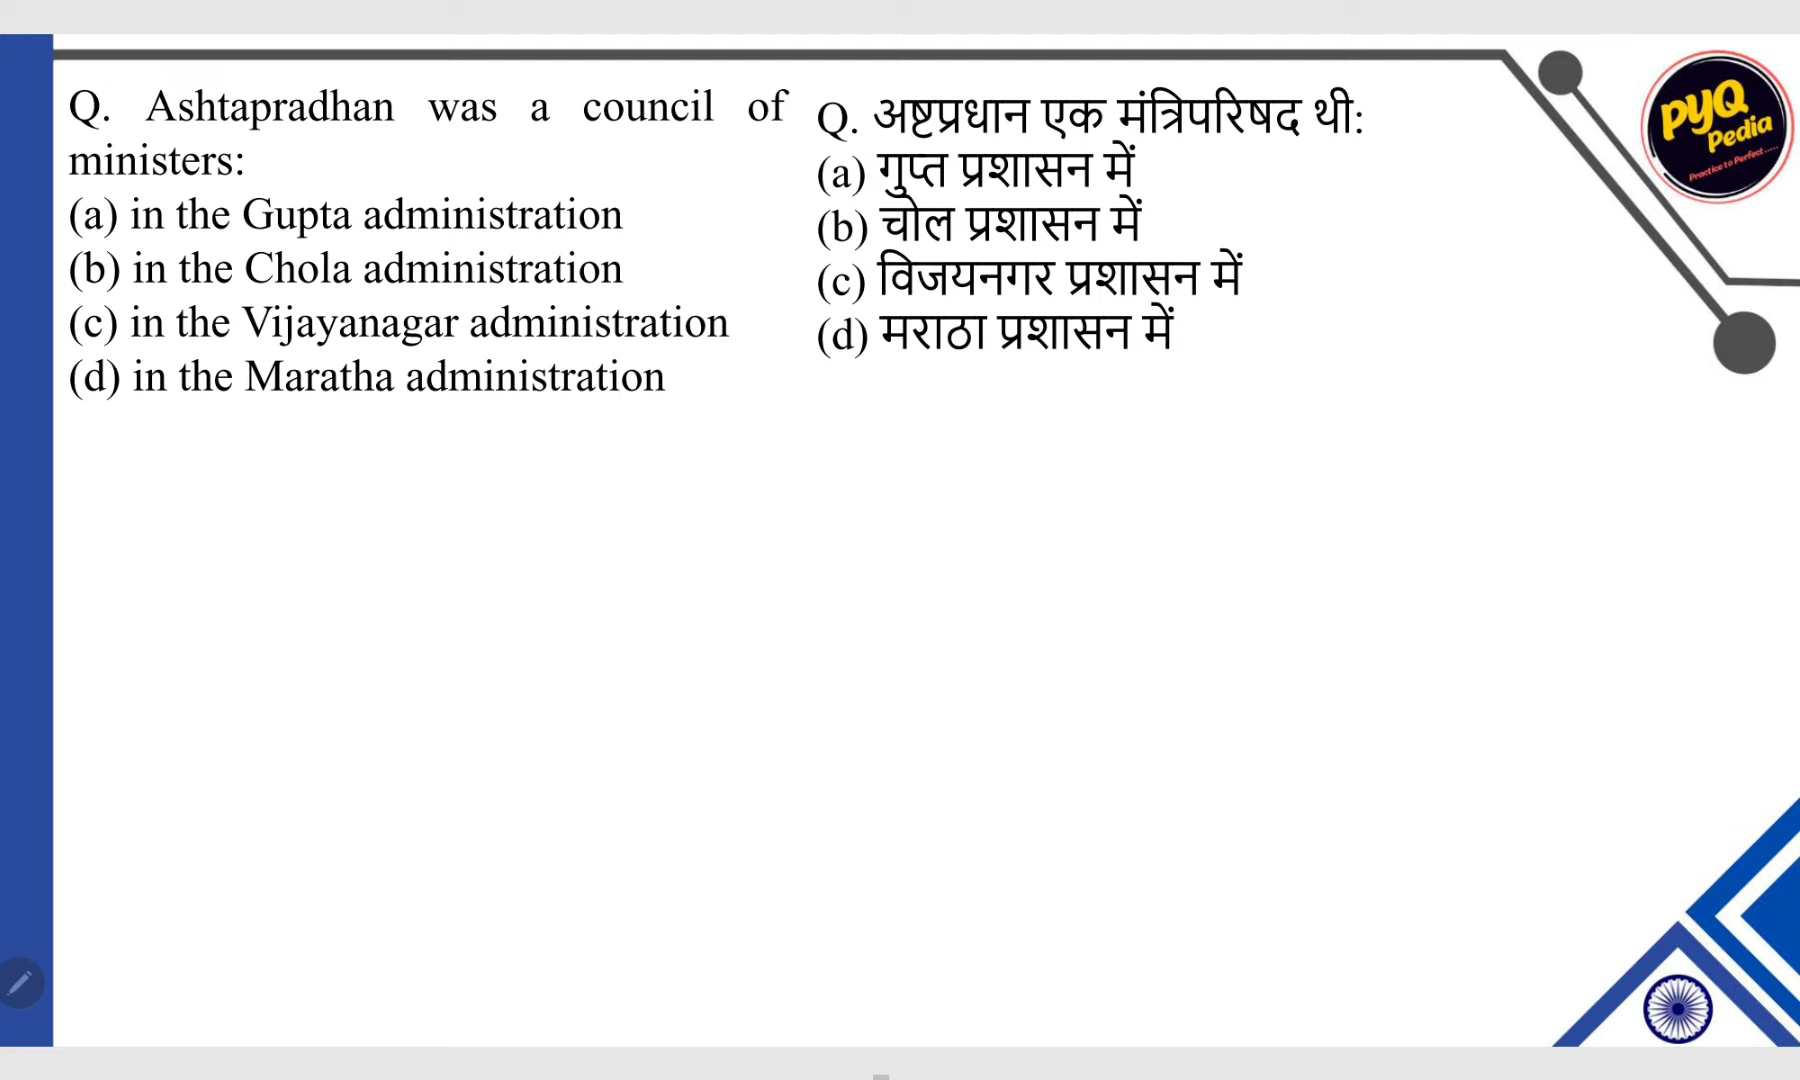 Q. Ashtapradhan was a council of
ministers:
(a) in the Gupta administration
(b) in the Chola administration
(c) in the Vijayanagar administration
(d) in the Maratha administration
Q. अष्टप्रधान एक मंत्रिपरिषद थी:
(a) गुप्त प्रशासन में
(b) चोल प्रशासन में
(c) विजयनगर प्रशासन में
(d) मराठा प्रशासन में
PYQ
Pedia
Practice to Perfect.....